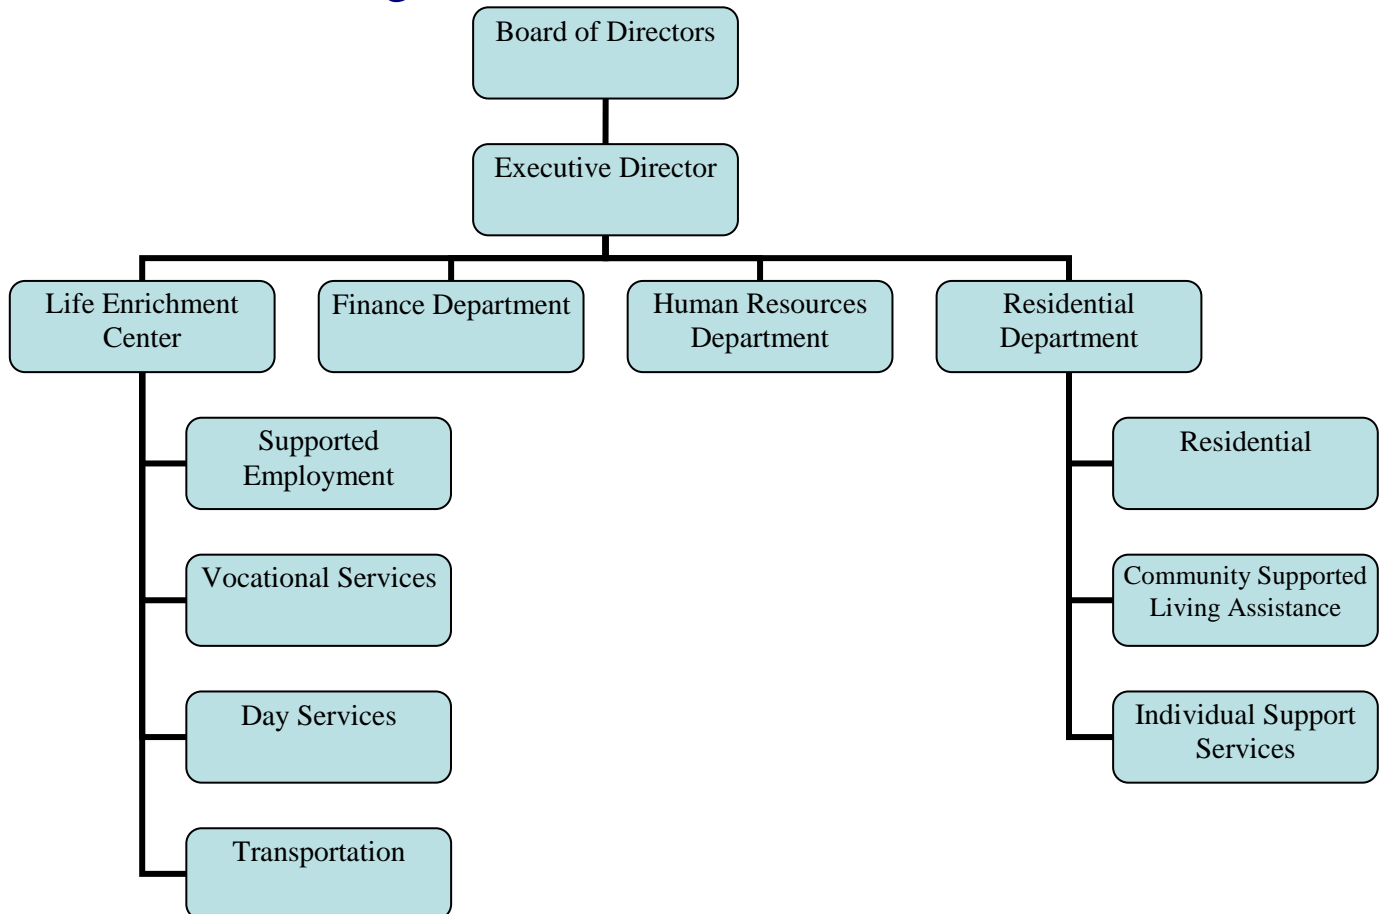 Board of Directors
Executive Director
Life Enrichment
Center
Finance Department
Human Resources
Department
Residential
Department
Supported
Employment
Vocational Services
Day Services
Transportation
Residential
Community Supported
Living Assistance
Individual Support
Services